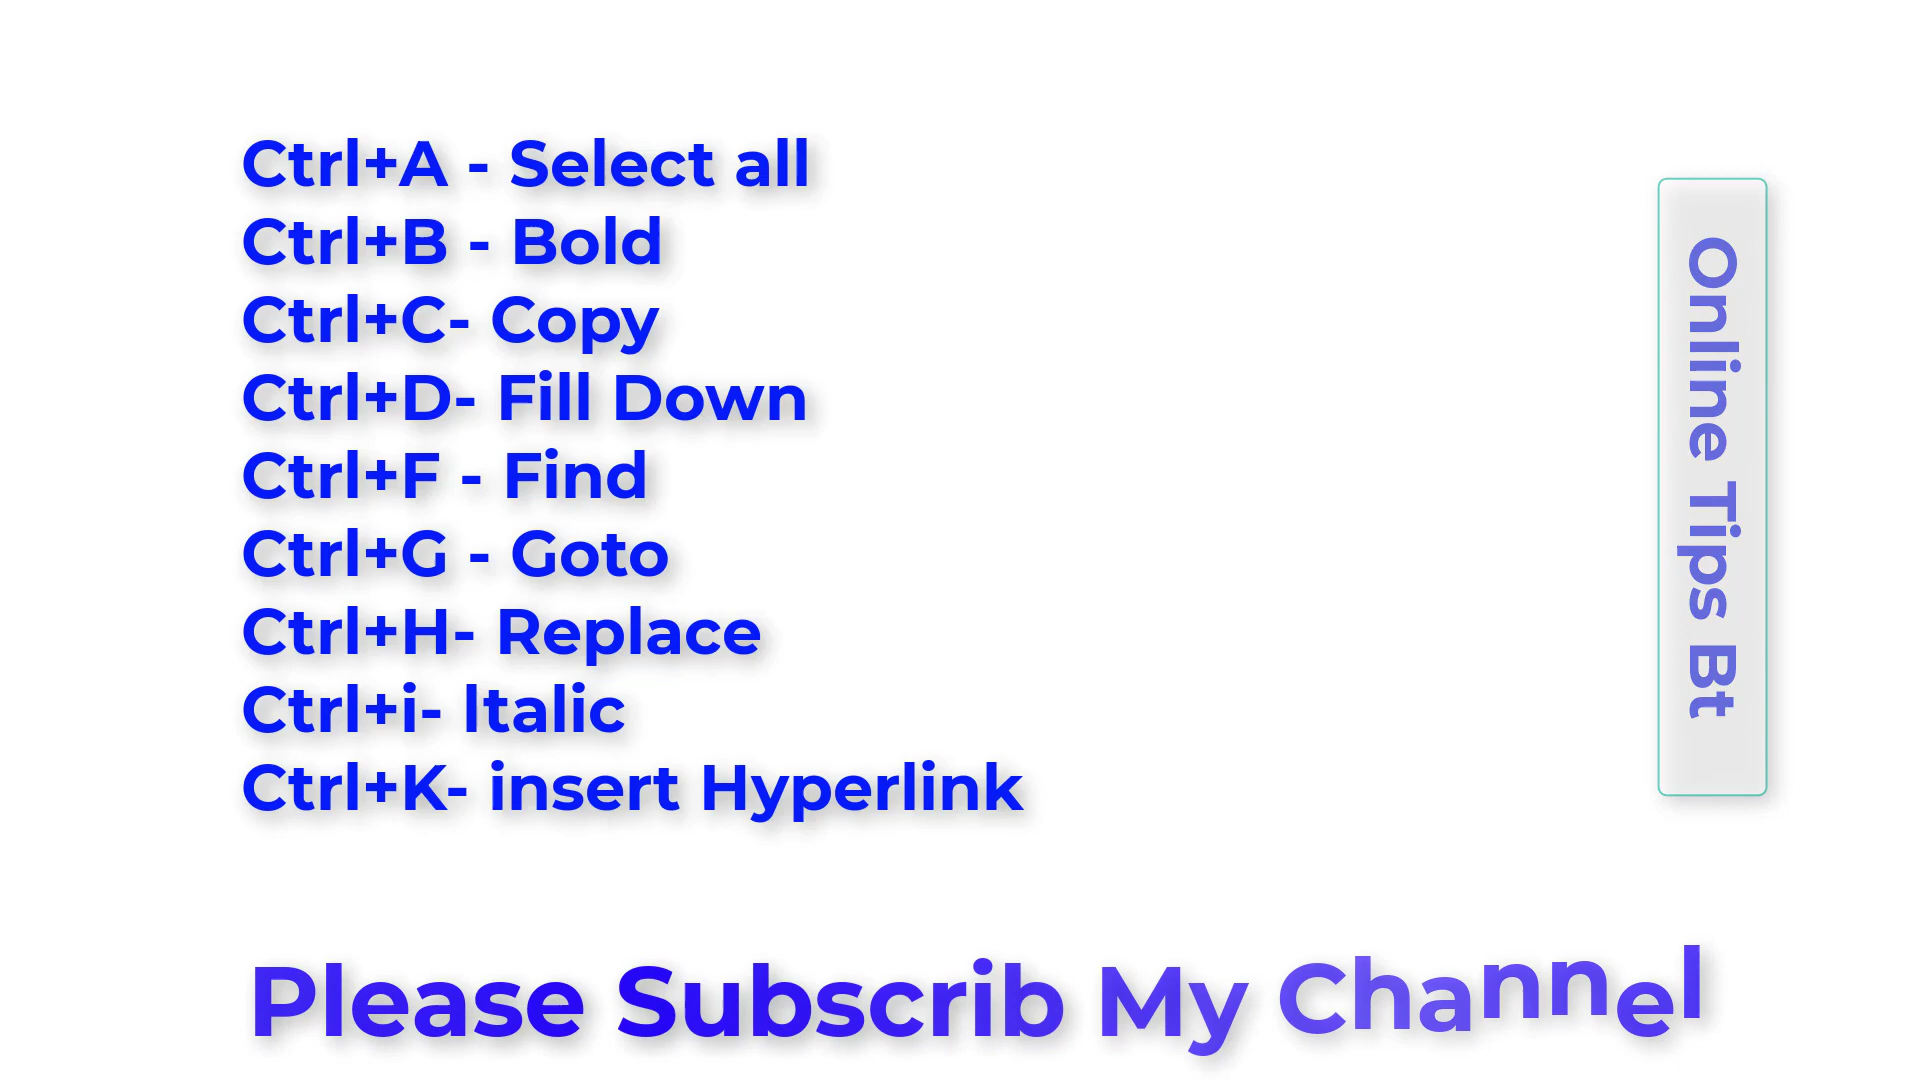 Ctrl+A - Select all
Ctrl+B - Bold
Ctrl+C- Copy
Ctrl+D- Fill Down
Ctrl+F - Find
Ctrl+G - Goto
Ctrl+H- Replace
Ctrl+i- Italic
Ctrl+K- insert Hyperlink
Online Tips Bt
Please Subscrib My Channel